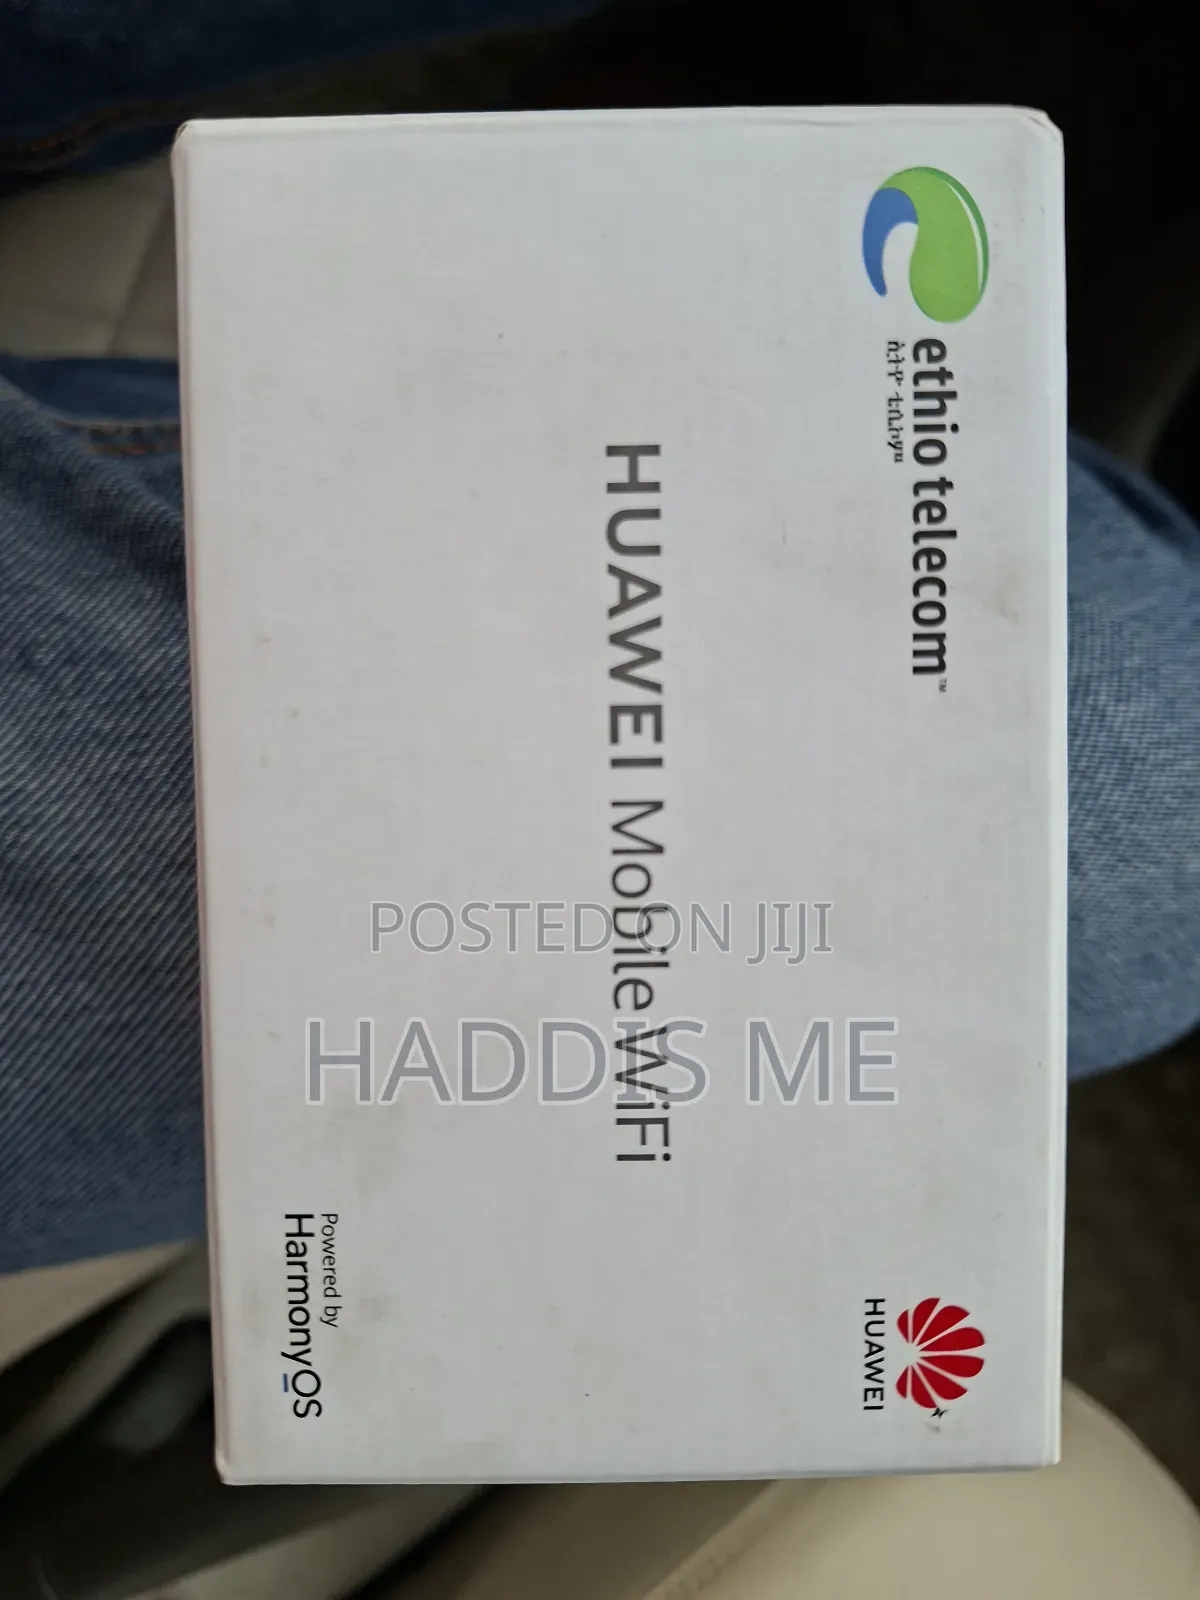 ethio telecom™
ኢትዮ ቴሌኮም
HUAWEI
HUAWEI Mobile WiFi
Powered by
HarmonyOS
POSTED ON JIJI
HADDIS ME